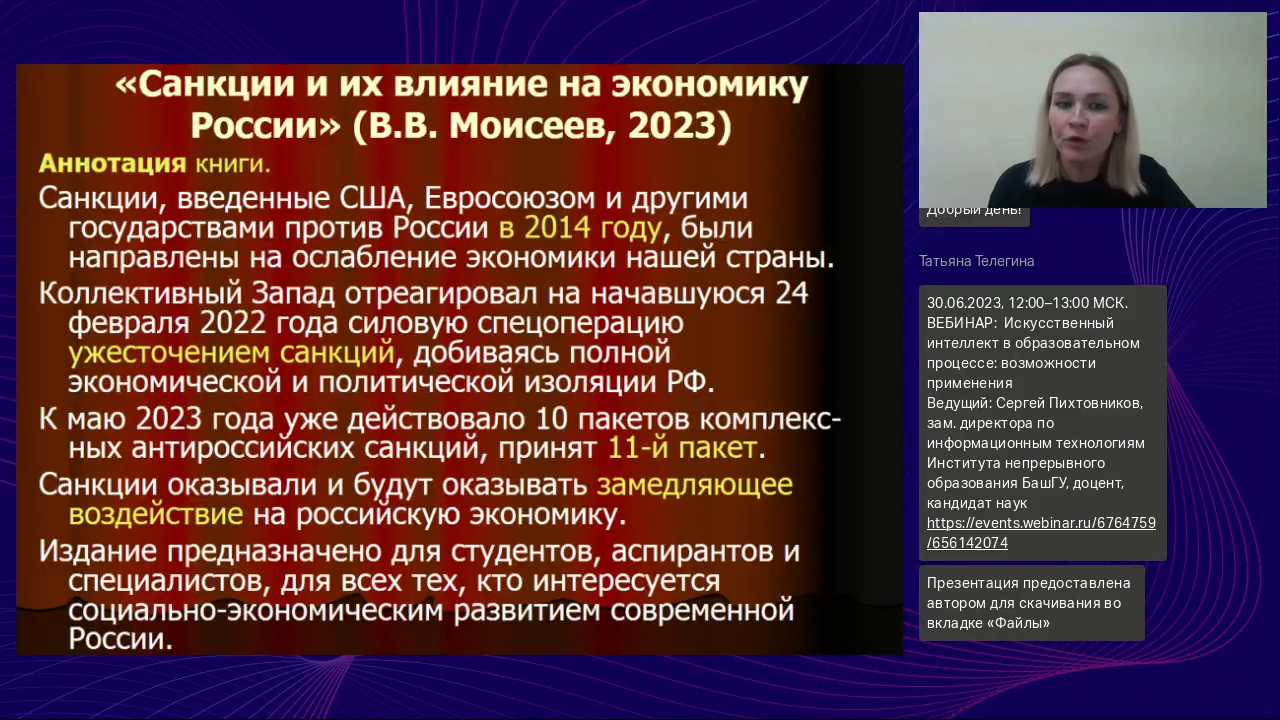 «Санкции и их влияние на экономику
России» (В.В. Моисеев, 2023)
Аннотация книги.
Санкции, введенные США, Евросоюзом и другими
государствами против России в 2014 году, были
направлены на ослабление экономики нашей страны.
Коллективный Запад отреагировал на начавшуюся 24
февраля 2022 года силовую спецоперацию
ужесточением санкций, добиваясь полной
экономической и политической изоляции РФ.
К маю 2023 года уже действовало 10 пакетов комплекс-
ных антироссийских санкций, принят 11-й пакет.
Санкции оказывали и будут оказывать замедляющее
воздействие на российскую экономику.
Издание предназначено для студентов, аспирантов и
специалистов, для всех тех, кто интересуется
социально-экономическим развитием современной
России.
Добрый день!
Татьяна Телегина
30.06.2023, 12:00–13:00 МСК.
ВЕБИНАР: Искусственный
интеллект в образовательном
процессе: возможности
применения
Ведущий: Сергей Пихтовников,
зам. директора по
информационным технологиям
Института непрерывного
образования БашГУ, доцент,
кандидат наук
https://events.webinar.ru/6764759
/656142074
Презентация предоставлена
автором для скачивания во
вкладке «Файлы»